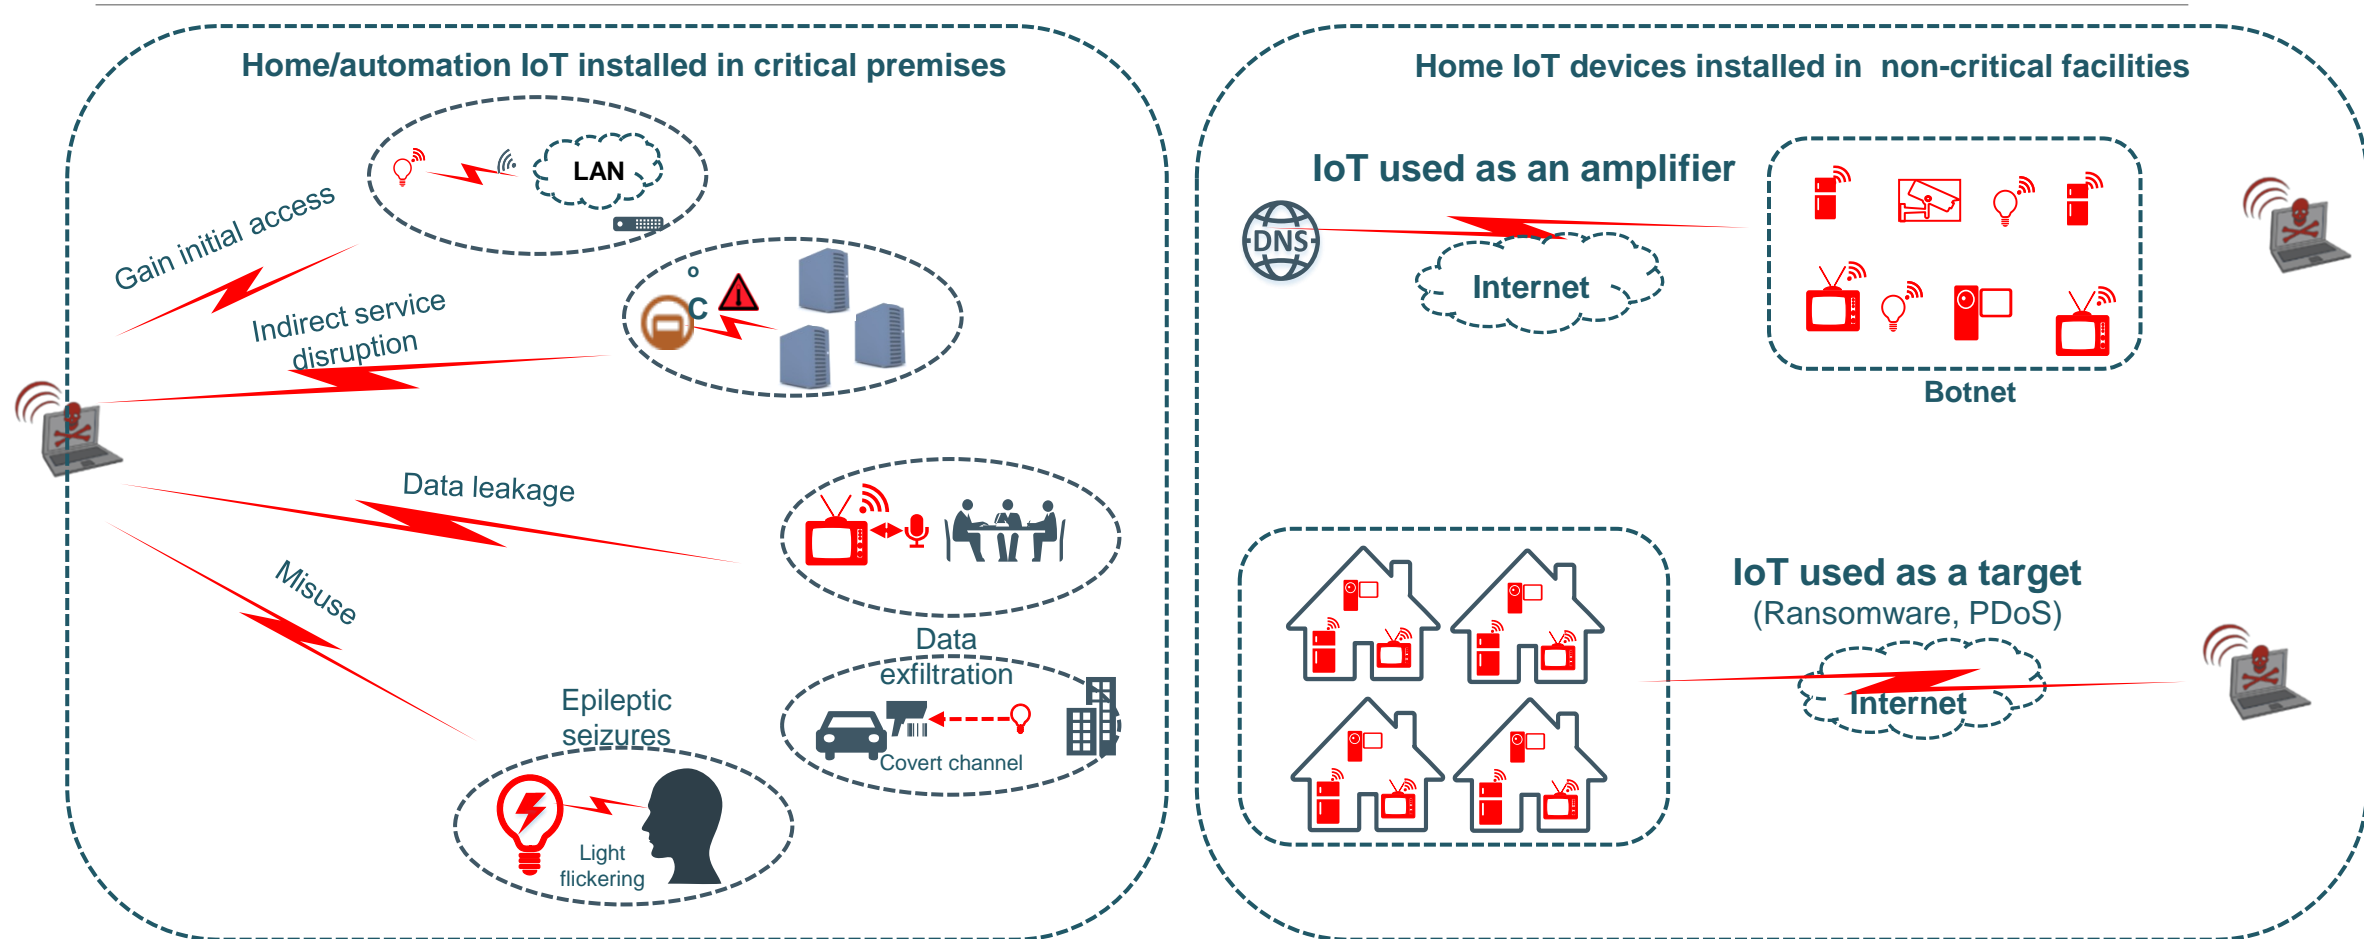 Home/automation IoT installed in critical premises
LAN
Gain initial access
o
C
Indirect service
disruption
Data leakage
Misuse
Data
exfiltration
Covert channel
Epileptic
seizures
Light
flickering
Home IoT devices installed in non-critical facilities
IoT used as an amplifier
DNS
Internet
Botnet
IoT used as a target
(Ransomware, PDoS)
Internet